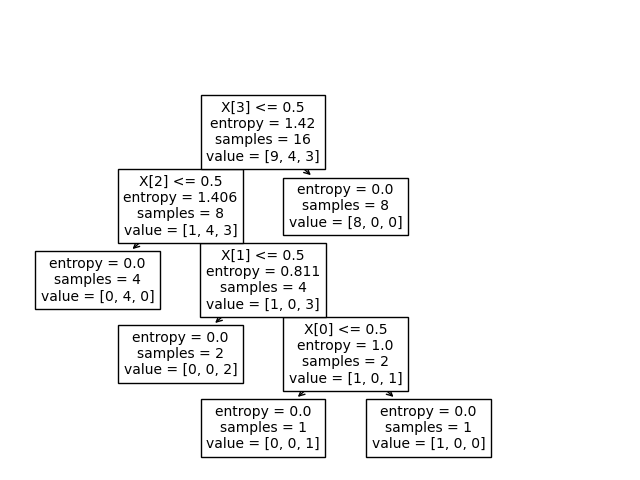 X[3] <= 0.5
entropy = 1.42
samples = 16
value = [9, 4, 3]
X[2] <= 0.5
entropy = 1.406
samples = 8
value = [1, 4, 3]
entropy = 0.0
samples = 8
value = [8, 0, 0]
entropy = 0.0
samples = 4
value = [0, 4, 0]
X[1] <= 0.5
entropy = 0.811
samples = 4
value = [1, 0, 3]
entropy = 0.0
samples = 2
value = [0, 0, 2]
X[0] <= 0.5
entropy = 1.0
samples = 2
value = [1, 0, 1]
entropy = 0.0
samples = 1
value = [0, 0, 1]
entropy = 0.0
samples = 1
value = [1, 0, 0]